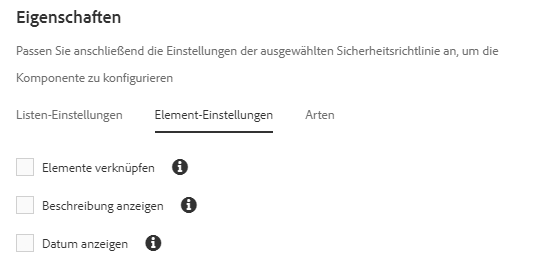 Eigenschaften
Passen Sie anschließend die Einstellungen der ausgewählten Sicherheitsrichtlinie an, um die
Komponente zu konfigurieren
Listen-Einstellungen Element-Einstellungen Arten
Elemente verknüpfen
Beschreibung anzeigen
Datum anzeigen